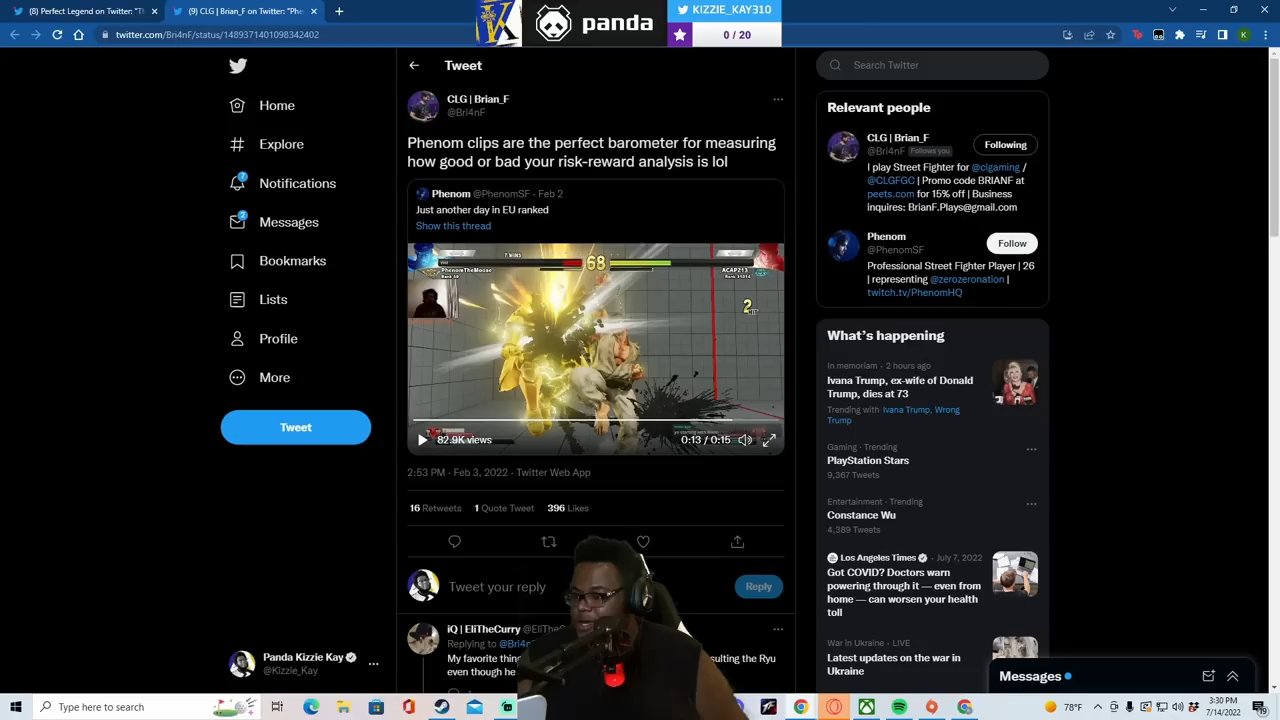 (8) Perfect Legend on Twitter: "T
(8) CLG | Brian_F on Twitter: "Phe
twitter.com/Bri4nF/status/1489371401098342402
panda
KIZZIE_KAY310
0 / 20
Home
Explore
7
Notifications
2
Messages
Bookmarks
Lists
Profile
More
Tweet
Panda Kizzie Kay
@Kizzie_Kay
Tweet
CLG | Brian_F
@Bri4nF
Phenom clips are the perfect barometer for measuring
how good or bad your risk-reward analysis is lol
Phenom @PhenomSF · Feb 2
Just another day in EU ranked
Show this thread
7 WINS
68
PhenomTheMoose
ACAP213
2
82.9K views
0:13 / 0:15
2:53 PM · Feb 3, 2022 · Twitter Web App
16 Retweets 1 Quote Tweet 396 Likes
Tweet your reply
Reply
iQ | EliTheCurry @EliTheC
Replying to @Bri4n
My favorite thing
sulting the Ryu
even though he
Search Twitter
Relevant people
CLG | Brian_F
@Bri4nF Follows you
Following
I play Street Fighter for @clgaming /
@CLGFGC | Promo code BRIANF at
peets.com for 15% off | Business
inquires: BrianF.Plays@gmail.com
Phenom
@PhenomSF
Follow
Professional Street Fighter Player | 26
| representing @zerozeronation |
twitch.tv/PhenomHQ
What's happening
In memoriam · 2 hours ago
Ivana Trump, ex-wife of Donald
Trump, dies at 73
Trending with Ivana Trump, Wrong
Trump
Gaming · Trending
PlayStation Stars
9,367 Tweets
Entertainment · Trending
Constance Wu
4,389 Tweets
Los Angeles Times · July 7, 2022
Got COVID? Doctors warn
powering through it — even from
home — can worsen your health
toll
War in Ukraine · LIVE
Latest updates on the war in
Ukraine
Messages
Type here to search
78°F
3:30 PM
7/14/2022
19